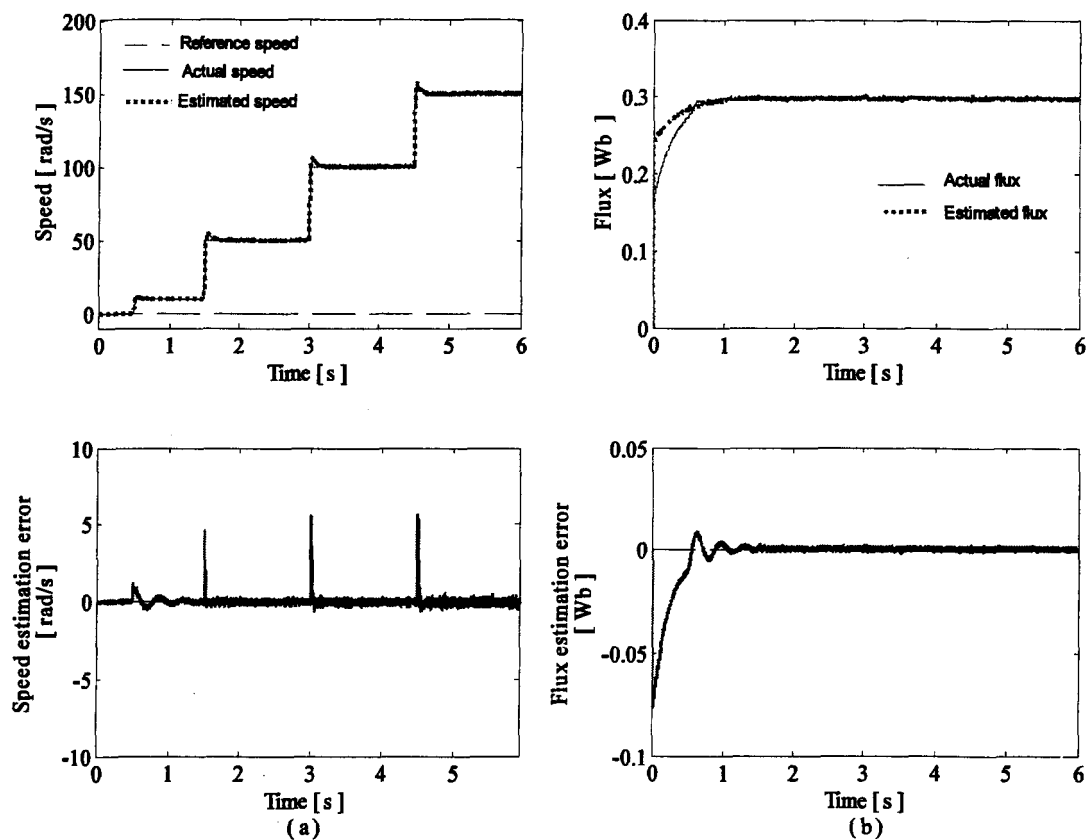 200
150
100
50
0
Speed [ rad/s]
Reference speed
Actual speed
Estimated speed
0 1 2 3 4 5 6
Time [ s ]
0.4
0.3
0.2
0.1
0
Flux [ Wb ]
Actual flux
Estimated flux
0 1 2 3 4 5 6
Time [ s ]
10
5
0
-5
-10
Speed estimation error
[ rad/s]
0 1 2 3 4 5
Time [ s ]
( a )
0.05
0
-0.05
-0.1
Flux estimation error
[ Wb]
0 1 2 3 4 5 6
Time [ s ]
( b )